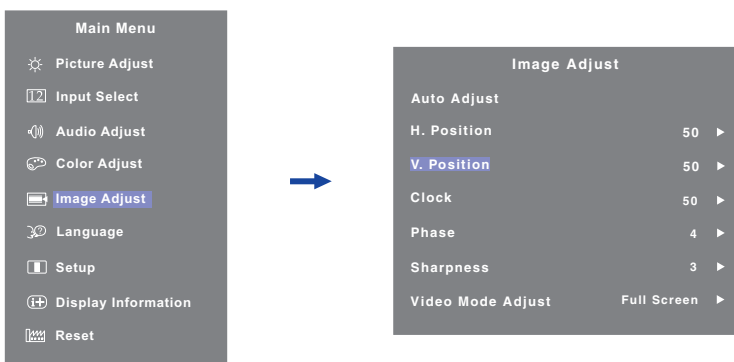 Main Menu
Picture Adjust
12 Input Select
Audio Adjust
Color Adjust
Image Adjust
? Language
Setup
i+ Display Information
Reset
Image Adjust
Auto Adjust
H. Position 50
V. Position 50
Clock 50
Phase 4
Sharpness 3
Video Mode Adjust Full Screen